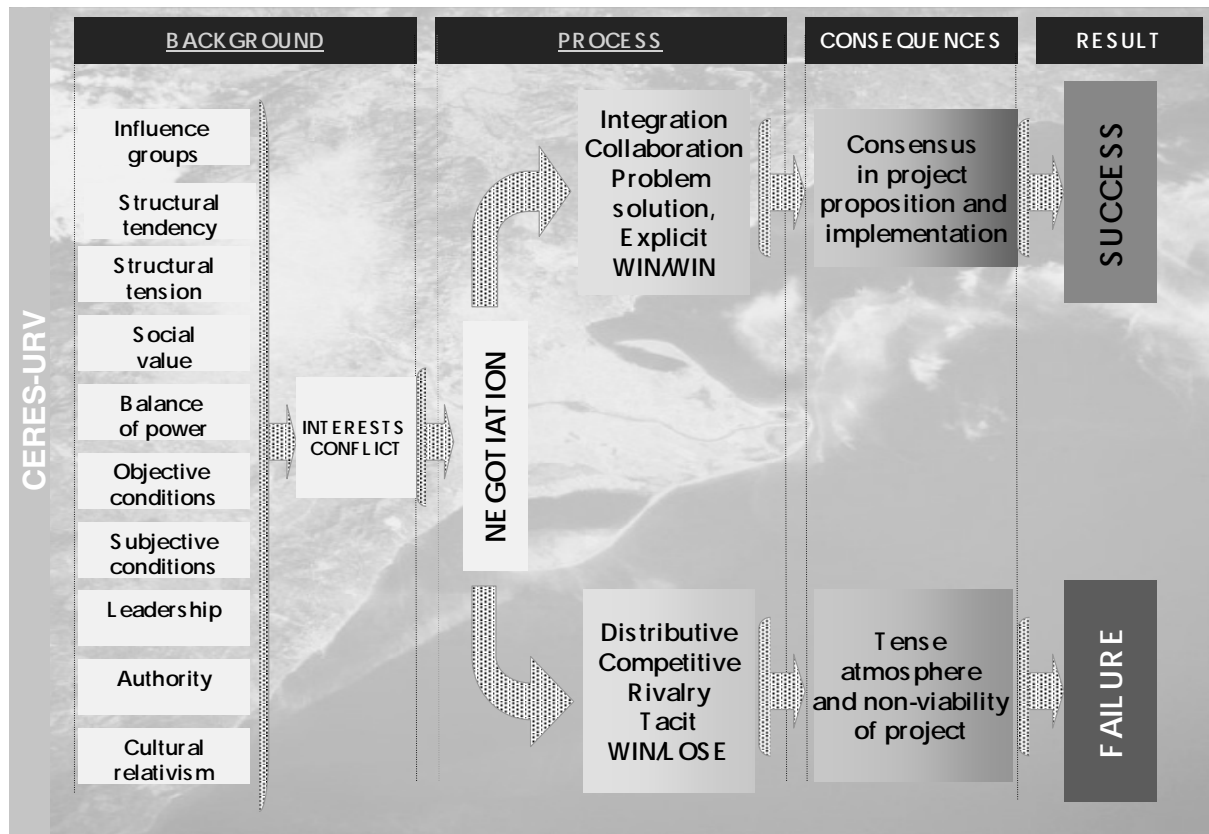 BACKGROUND
PROCESS
CONSEQUENCES
RESULT
CERES-URV
Influence
groups
Structural
tendency
Structural
tension
Social
value
Balance
of power
Objective
conditions
Subjective
conditions
Leadership
Authority
Cultural
relativism
INTERESTS
CONFLICT
NEGOTIATION
Integration
Collaboration
Problem
solution,
Explicit
WIN/WIN
Consensus
in project
proposition and
implementation
SUCCESS
Distributive
Competitive
Rivalry
Tacit
WIN/LOSE
Tense
atmosphere
and non-viability
of project
FAILURE